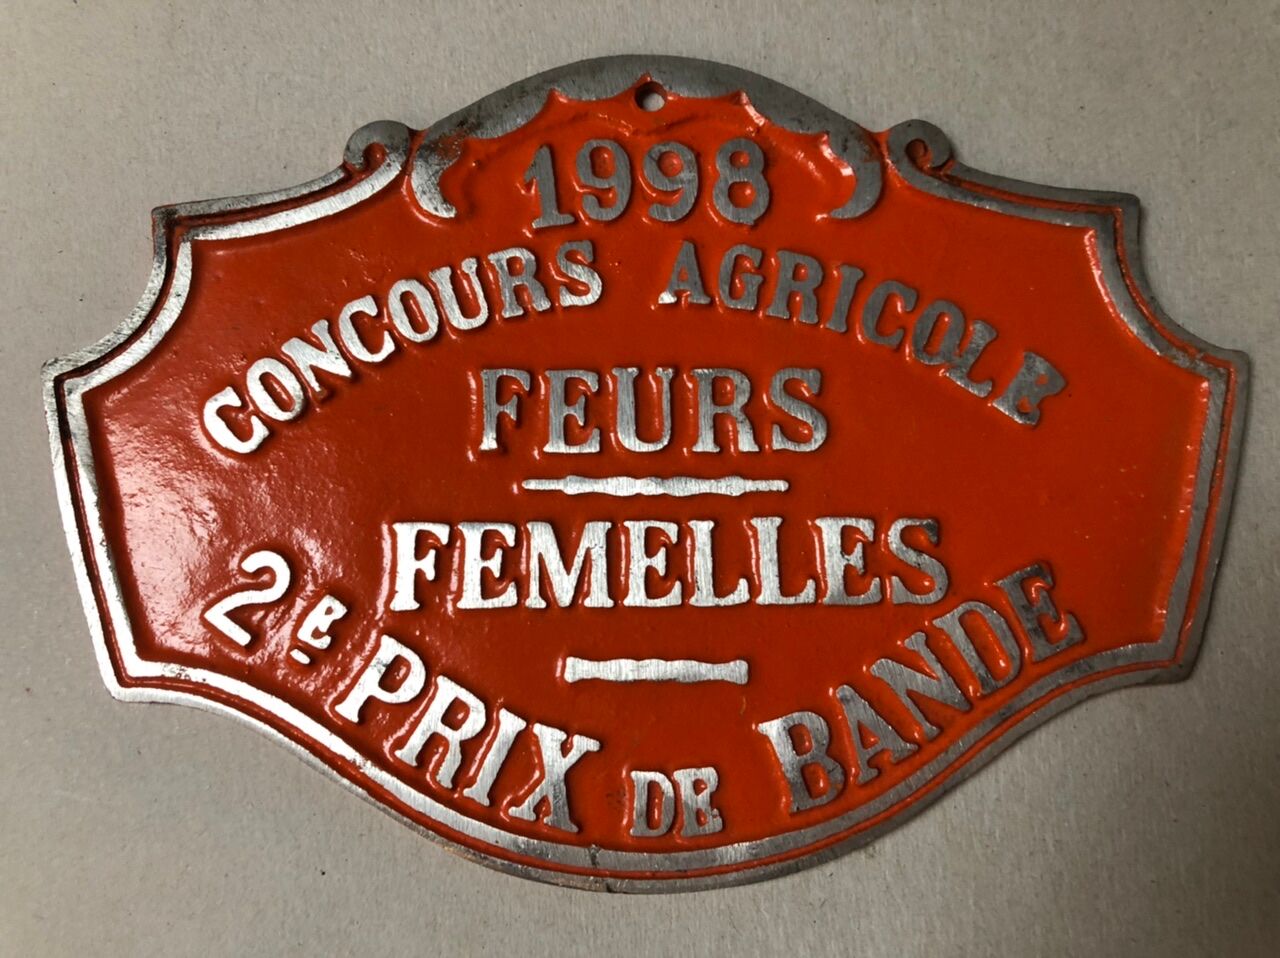 1998
CONCOURS AGRICOLE
FEURS
FEMELLES
2E PRIX DE BANDE